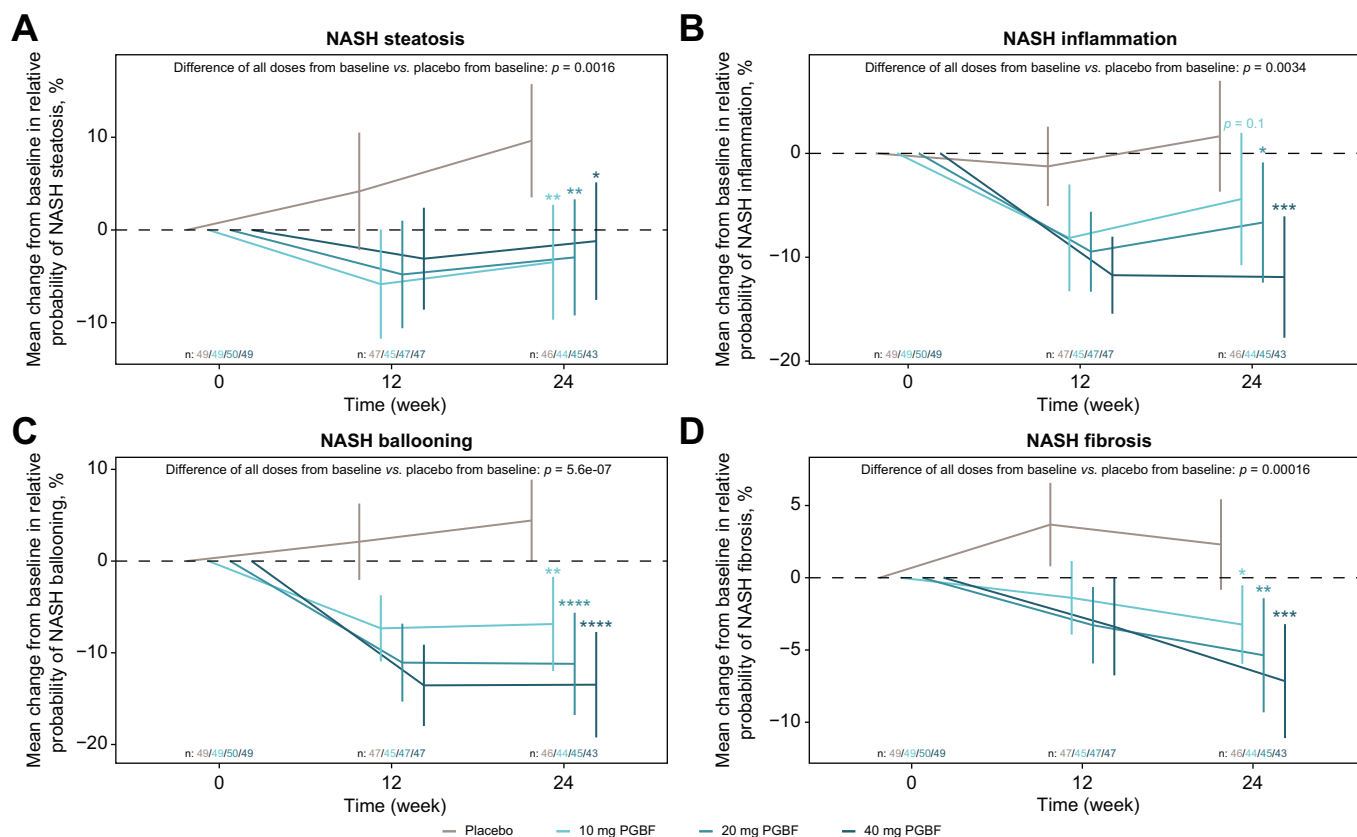 A
NASH steatosis
Difference of all doses from baseline vs. placebo from baseline: p = 0.0016
Mean change from baseline in relative
probability of NASH steatosis, %
10
0
−10
** ** *
n: 49/49/50/49 n: 47/45/47/47 n: 46/44/45/43
0 12 24
Time (week)
B
NASH inflammation
Difference of all doses from baseline vs. placebo from baseline: p = 0.0034
Mean change from baseline in relative
probability of NASH inflammation, %
0
−10
−20
p = 0.1
*
***
n: 49/49/50/49 n: 47/45/47/47 n: 46/44/45/43
0 12 24
Time (week)
C
NASH ballooning
Difference of all doses from baseline vs. placebo from baseline: p = 5.6e-07
Mean change from baseline in relative
probability of NASH ballooning, %
10
0
−10
−20
**
****
****
n: 49/49/50/49 n: 47/45/47/47 n: 46/44/45/43
0 12 24
Time (week)
D
NASH fibrosis
Difference of all doses from baseline vs. placebo from baseline: p = 0.00016
Mean change from baseline in relative
probability of NASH fibrosis, %
5
0
−5
−10
*
**
***
n: 49/49/50/49 n: 47/45/47/47 n: 46/44/45/43
0 12 24
Time (week)
Placebo 10 mg PGBF 20 mg PGBF 40 mg PGBF